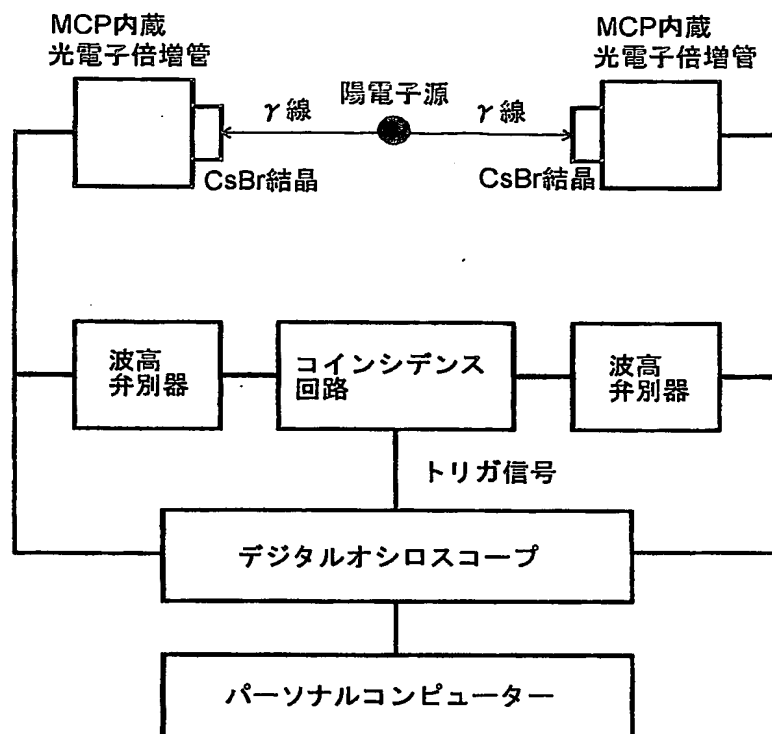 MCP内蔵
光電子倍増管
MCP内蔵
光電子倍増管
陽電子源
γ線
γ線
CsBr結晶
CsBr結晶
波高
弁別器
コインシデンス
回路
波高
弁別器
トリガ信号
デジタルオシロスコープ
パーソナルコンピューター